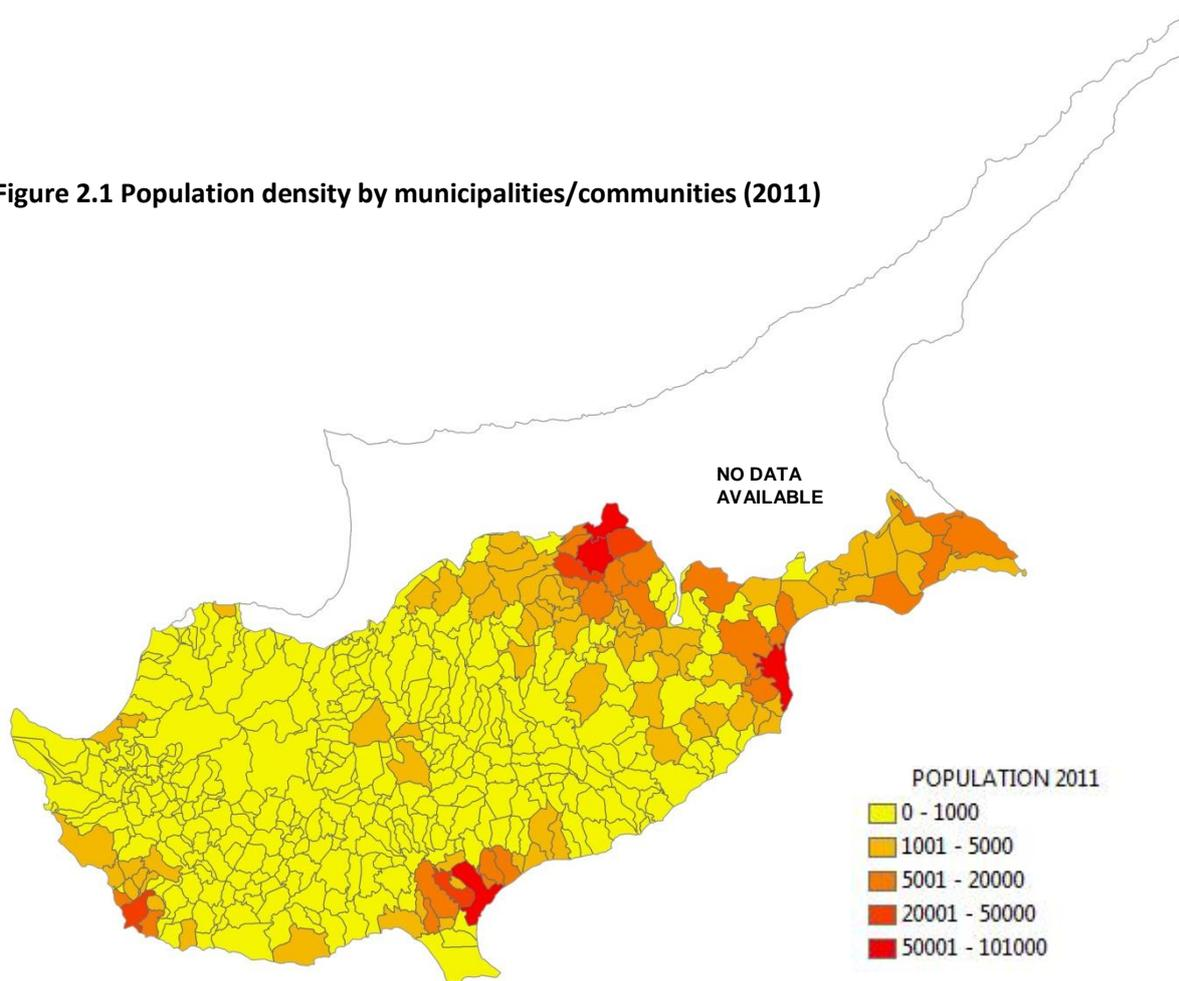 Figure 2.1 Population density by municipalities/communities (2011)
NO DATA
AVAILABLE
POPULATION 2011
0 - 1000
1001 - 5000
5001 - 20000
20001 - 50000
50001 - 101000